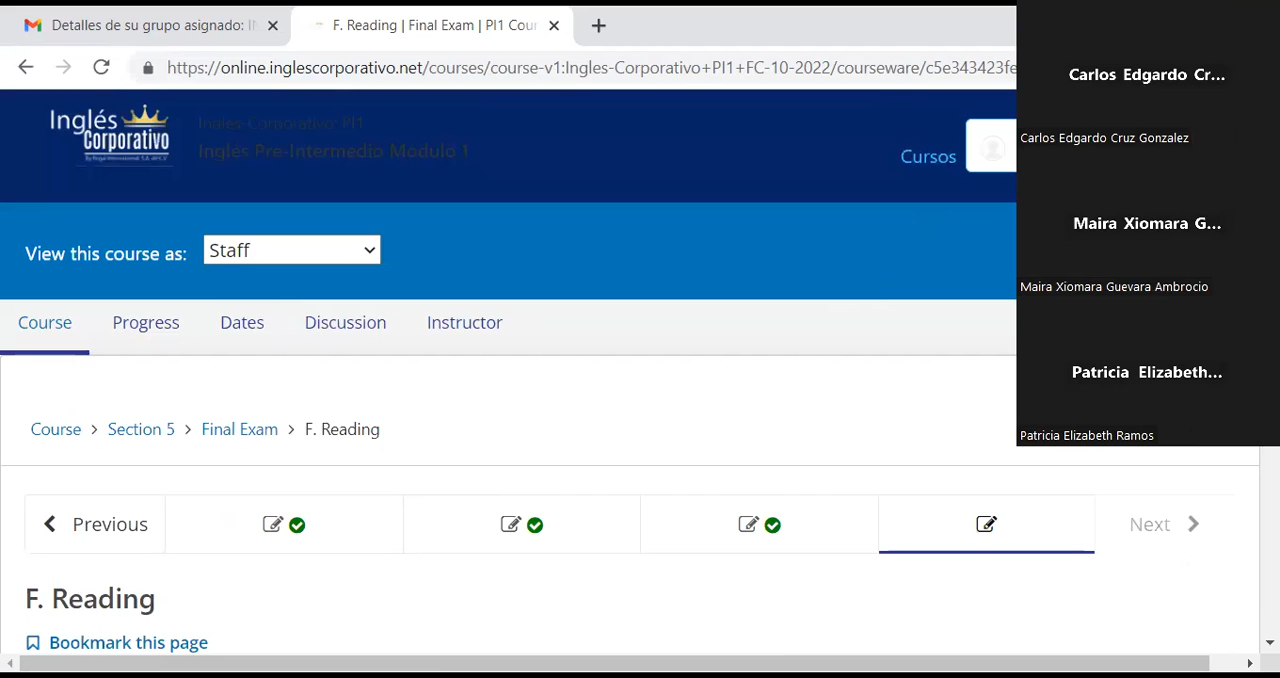 Detalles de su grupo asignado: I
F. Reading | Final Exam | PI1 Cour
https://online.inglescorporativo.net/courses/course-v1:Ingles-Corporativo+PI1+FC-10-2022/courseware/c5e343423fe
Inglés
Corporativo
Ingles-Corporativo PI1
Inglés Pre-Intermedio Modulo 1
Cursos
View this course as:
Staff
Course
Progress
Dates
Discussion
Instructor
Course > Section 5 > Final Exam > F. Reading
Previous
Next
F. Reading
Bookmark this page
Carlos Edgardo Cr...
Carlos Edgardo Cruz Gonzalez
Maira Xiomara G...
Maira Xiomara Guevara Ambrocio
Patricia Elizabeth...
Patricia Elizabeth Ramos